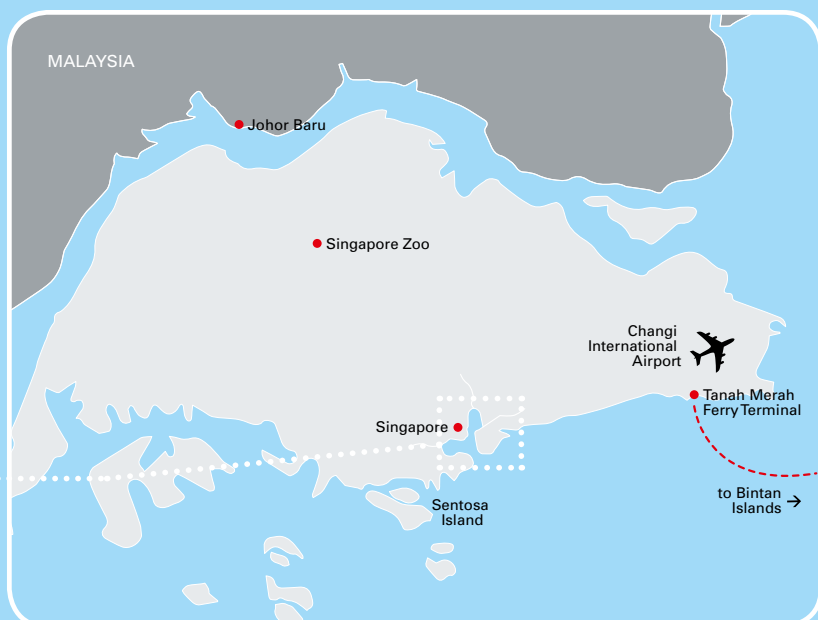 MALAYSIA
Johor Baru
Singapore Zoo
Changi
International
Airport
Tanah Merah
Ferry Terminal
Singapore
to Bintan
Islands →
Sentosa
Island